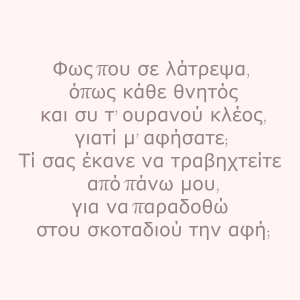 Φως που σε λάτρεψα,
όπως κάθε θνητός
και συ τ' ουρανού κλέος,
γιατί μ' αφήσατε;
Τί σας έκανε να τραβηχτείτε
από πάνω μου,
για να παραδοθώ
στου σκοταδιού την αφή;